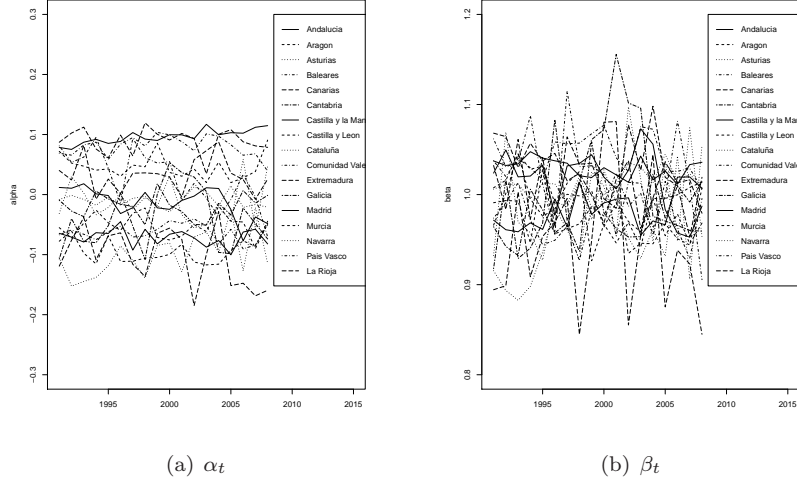 0.3
0.2
0.1
0.0
−0.1
−0.2
−0.3
alpha
1995
2000
2005
2010
2015
Andalucia
Aragon
Asturias
Baleares
Canarias
Cantabria
Castilla y la Man
Castilla y Leon
Cataluña
Comunidad Vale
Extremadura
Galicia
Madrid
Murcia
Navarra
Pais Vasco
La Rioja
(a) αt
1.2
1.1
1.0
0.9
0.8
beta
1995
2000
2005
2010
2015
Andalucia
Aragon
Asturias
Baleares
Canarias
Cantabria
Castilla y la Man
Castilla y Leon
Cataluña
Comunidad Vale
Extremadura
Galicia
Madrid
Murcia
Navarra
Pais Vasco
La Rioja
(b) βt